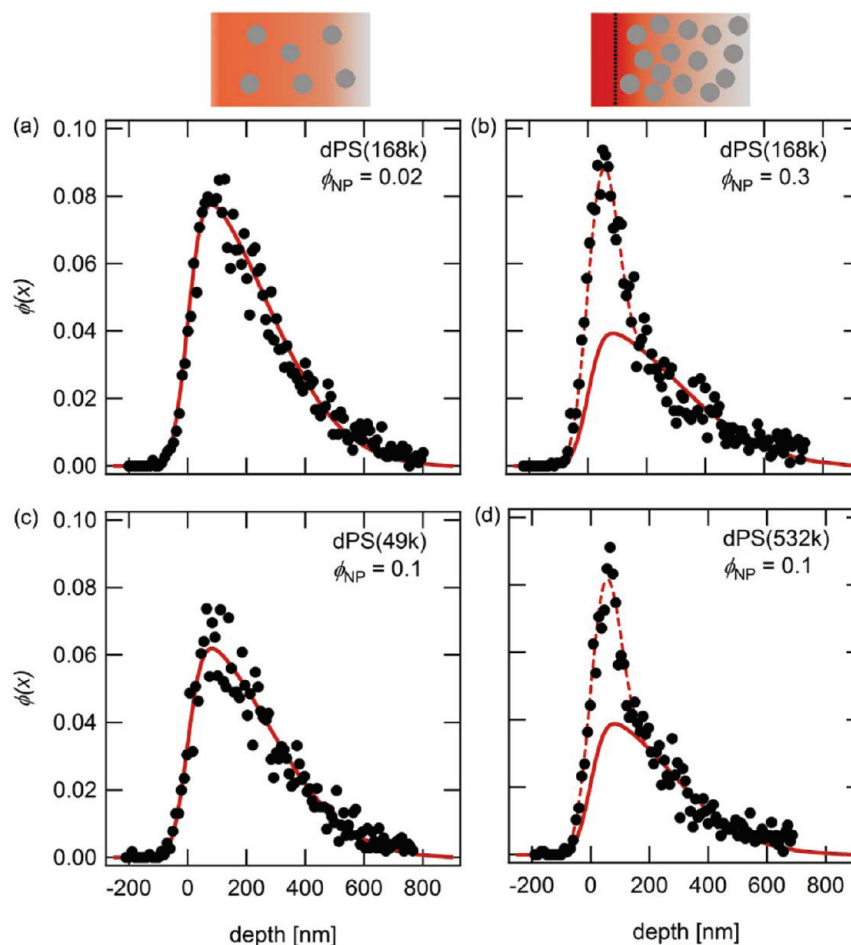 (a)
0.10
0.08
0.06
0.04
0.02
0.00
ϕ(x)
dPS(168k)
ϕNP = 0.02
(b)
dPS(168k)
ϕNP = 0.3
(c)
0.10
0.08
0.06
0.04
0.02
0.00
ϕ(x)
dPS(49k)
ϕNP = 0.1
-200 0 200 400 600 800
depth [nm]
(d)
dPS(532k)
ϕNP = 0.1
-200 0 200 400 600 800
depth [nm]